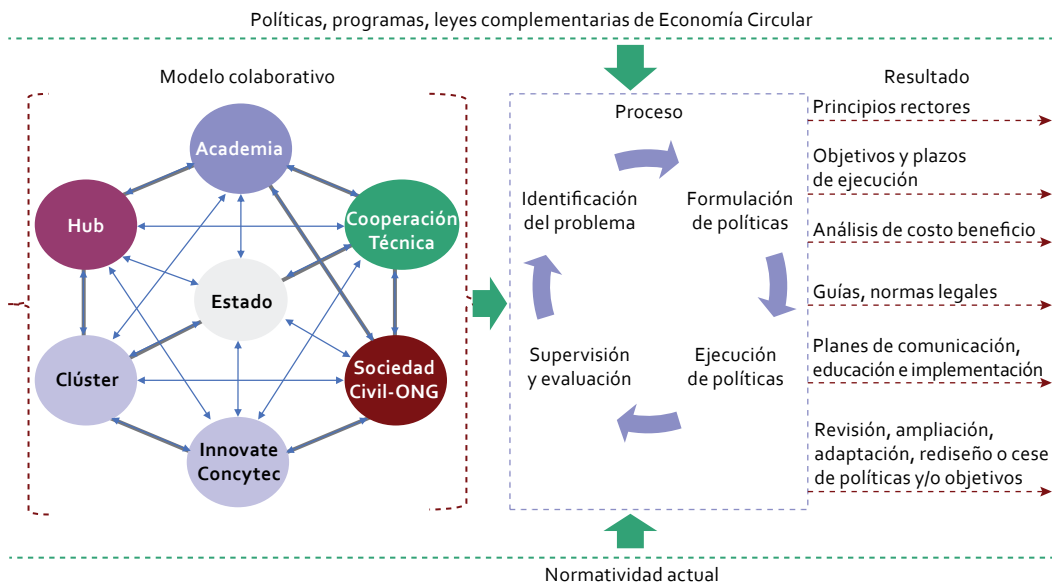 Políticas, programas, leyes complementarias de Economía Circular
Modelo colaborativo
Academia
Hub
Cooperación
Técnica
Estado
Clúster
Sociedad
Civil-ONG
Innovate
Concytec
Proceso
Identificación
del problema
Formulación
de políticas
Supervisión
y evaluación
Ejecución
de políticas
Resultado
Principios rectores
Objetivos y plazos
de ejecución
Análisis de costo beneficio
Guías, normas legales
Planes de comunicación,
educación e implementación
Revisión, ampliación,
adaptación, rediseño o cese
de políticas y/o objetivos
Normatividad actual